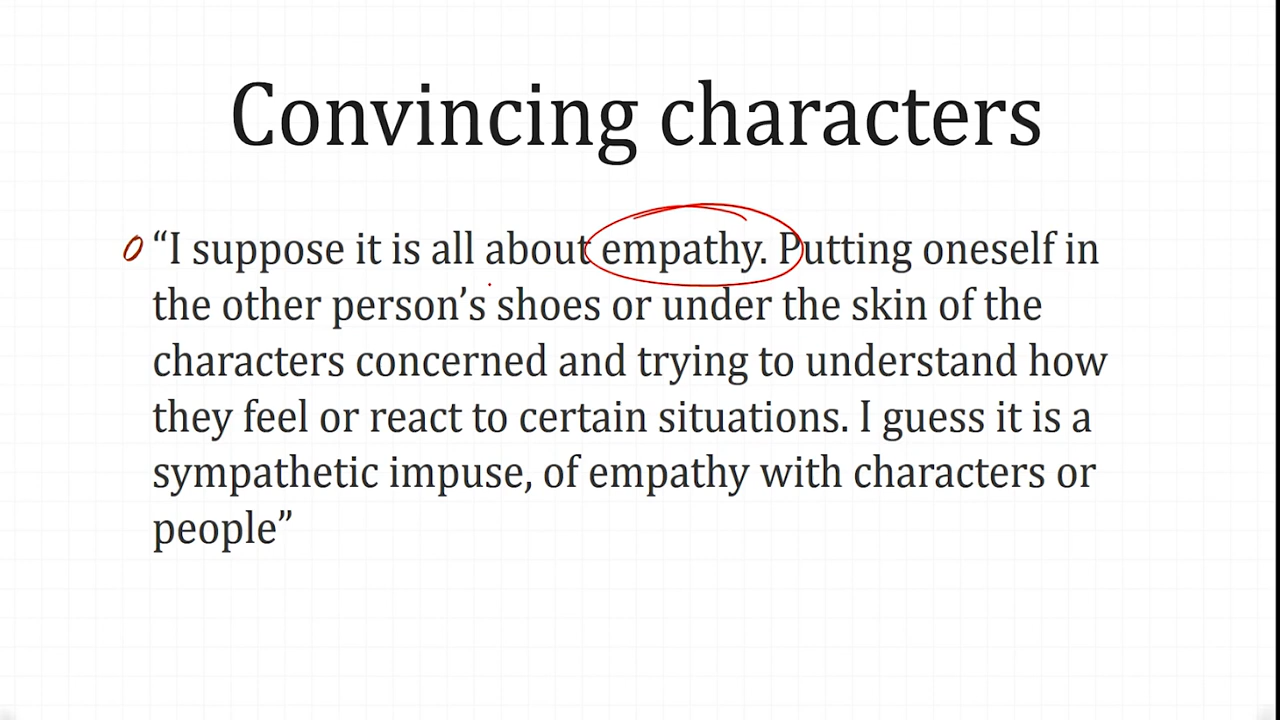 Convincing characters
“I suppose it is all about empathy. Putting oneself in
the other person’s shoes or under the skin of the
characters concerned and trying to understand how
they feel or react to certain situations. I guess it is a
sympathetic impuse, of empathy with characters or
people”